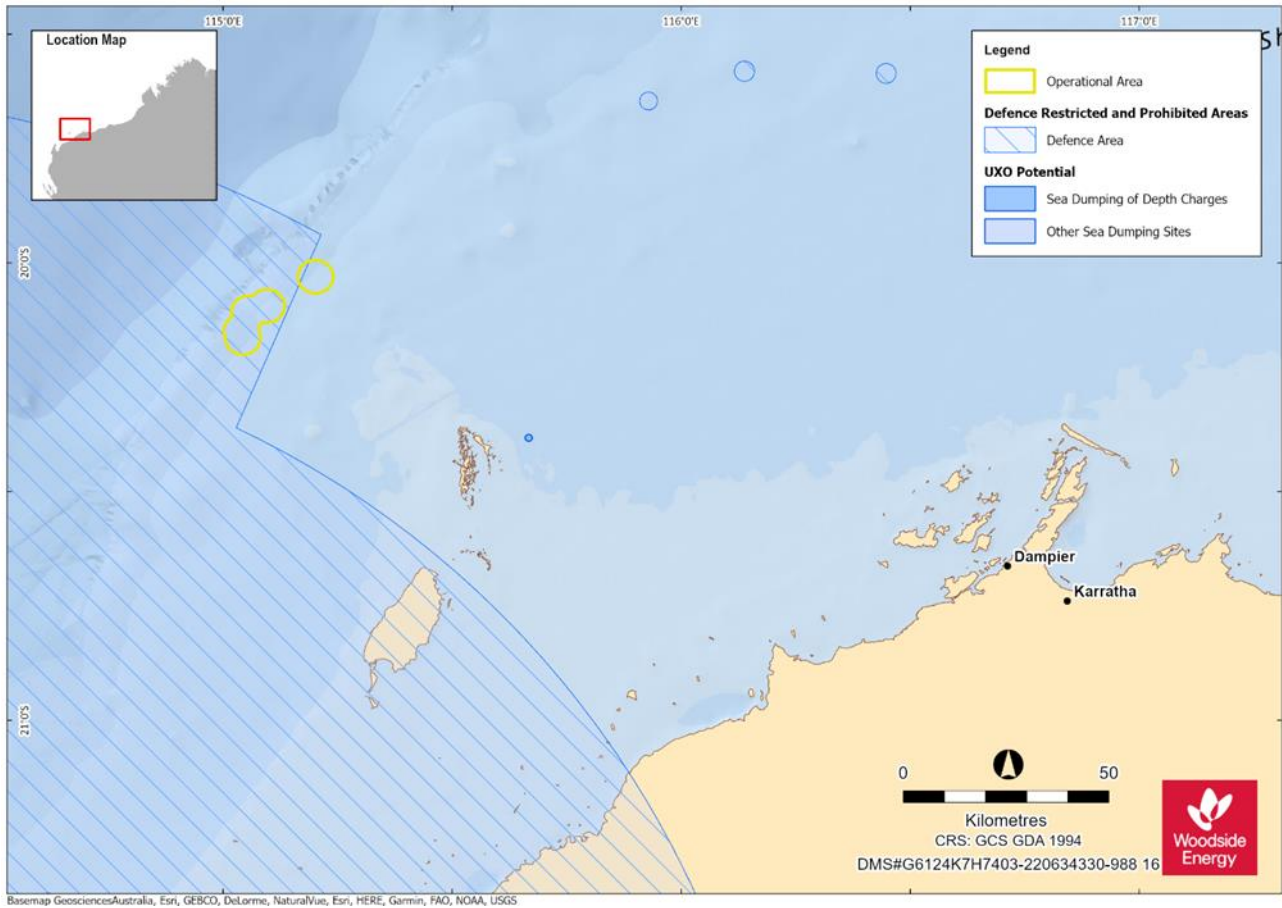 115°0'E
116°0'E
117°0'E
Location Map
sh
Legend
Operational Area
Defence Restricted and Prohibited Areas
Defence Area
UXO Potential
Sea Dumping of Depth Charges
Other Sea Dumping Sites
20°0'S
Dampier
Karratha
21°0'S
0 50
Kilometres
CRS: GCS GDA 1994
DMS#G6124K7H7403-220634330-988 16
Woodside
Energy
Basemap GeosciencesAustralia, Esri, GEBCO, DeLorme, NaturalVue, Esri, HERE, Garmin, FAO, NOAA, USGS